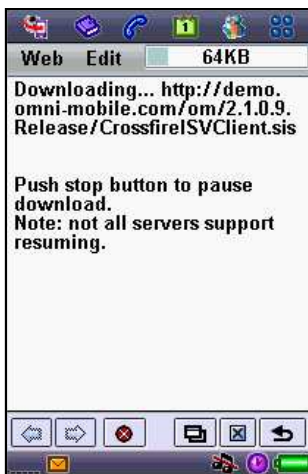 1
Web Edit 64KB
Downloading... http://demo.
omni-mobile.com/om/2.1.0.9.
Release/CrossfireISVClient.sis
Push stop button to pause
download.
Note: not all servers support
resuming.